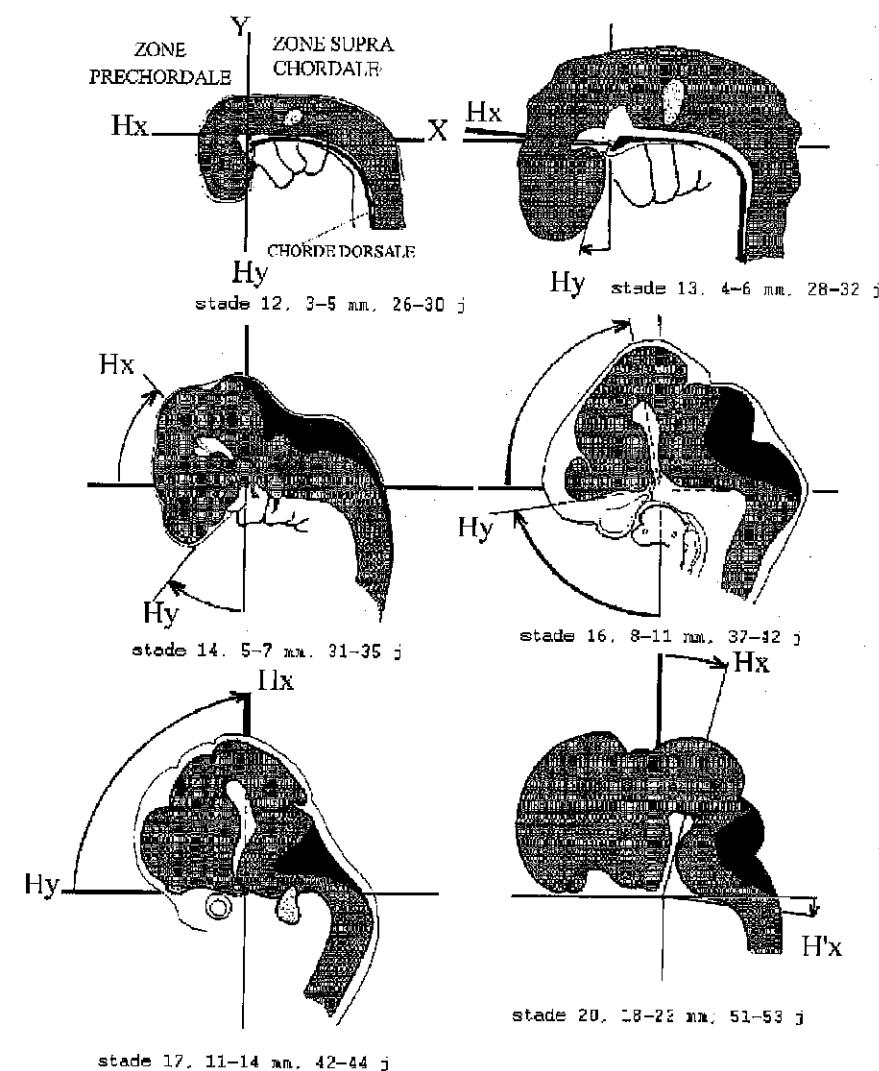 Y
ZONE
PRECHORDALE
ZONE SUPRA
CHORDALE
Hx
X
CHORDE DORSALE
Hy
stade 12, 3-5 mm, 26-30 j
Hx
Hy
stade 13, 4-6 mm, 28-32 j
Hx
Hy
stade 14. 5-7 mm. 31-35 j
Hy
stade 16, 8-11 mm, 37-42 j
Hx
Hy
stade 17, 11-14 mm, 42-44 j
Hx
H'x
stade 20, 18-22 mm, 51-53 j